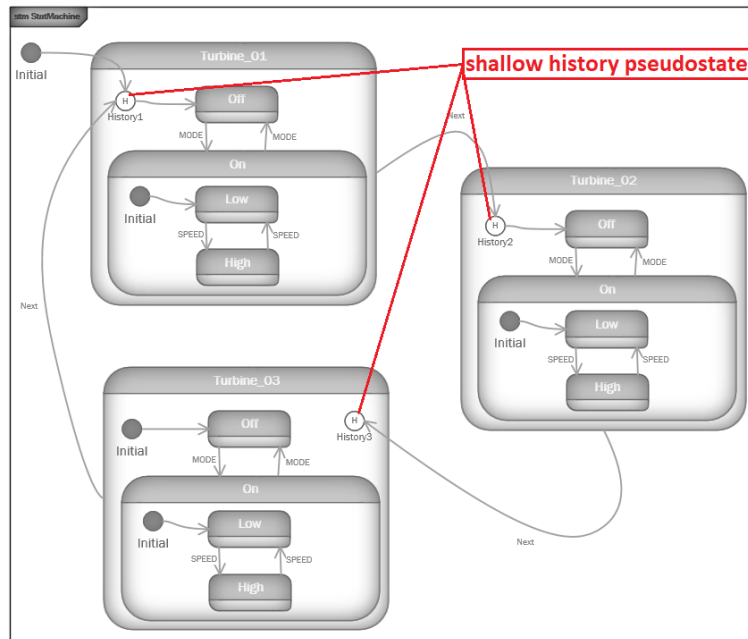 stm StatMachine
Initial
Turbine_01
shallow history pseudostate
H
History1
Off
MODE
MODE
On
Initial
Low
SPEED
SPEED
High
Next
Turbine_02
H
History2
Off
MODE
MODE
On
Initial
Low
SPEED
SPEED
High
Next
Turbine_03
Initial
Off
H
History3
MODE
MODE
On
Initial
Low
SPEED
SPEED
High
Next